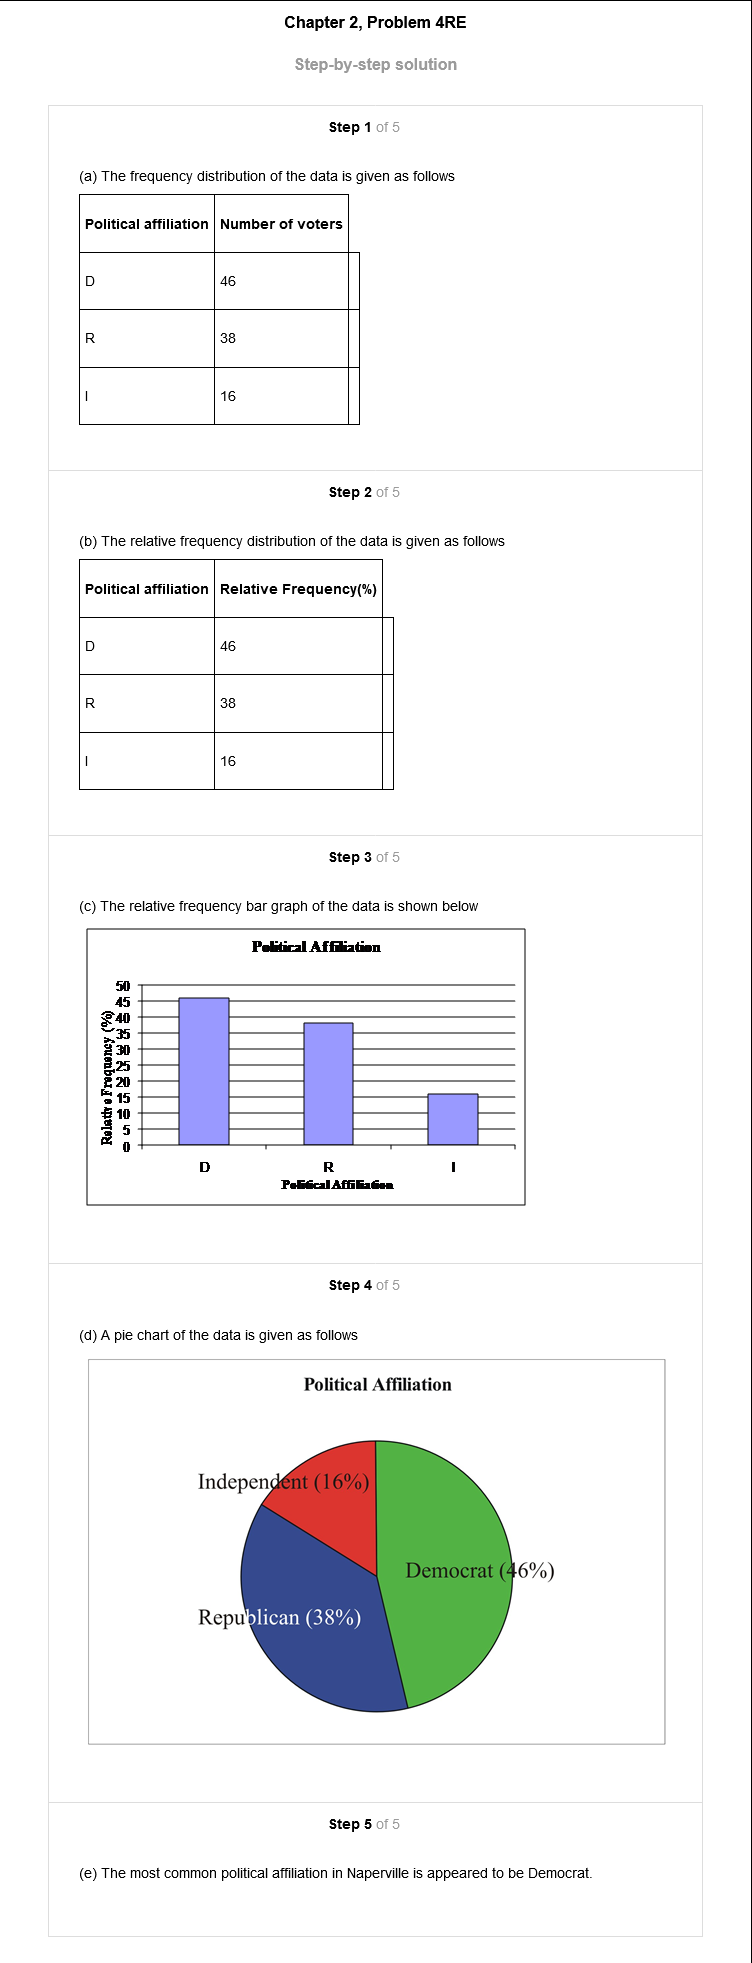 Chapter 2, Problem 4RE
Step-by-step solution
Step 1 of 5
(a) The frequency distribution of the data is given as follows
Political affiliation Number of voters
D 46
R 38
I 16
Step 2 of 5
(b) The relative frequency distribution of the data is given as follows
Political affiliation Relative Frequency(%)
D 46
R 38
I 16
Step 3 of 5
(c) The relative frequency bar graph of the data is shown below
Political Affiliation
Relative Frequency (%)
50
45
40
35
30
25
20
15
10
5
0
D R I
Political Affiliation
Step 4 of 5
(d) A pie chart of the data is given as follows
Political Affiliation
Independent (16%)
Democrat (46%)
Republican (38%)
Step 5 of 5
(e) The most common political affiliation in Naperville is appeared to be Democrat.